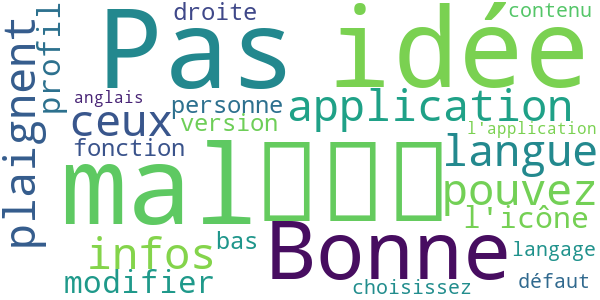 droite
contenu
Pas idée
profil
plaignent
anglais
personne
application
ceux
version
l'application
fonction
langue
mal□□□
pouvez
l'icône
Bonne
infos
bas
langage
modifier
choisissez
défaut